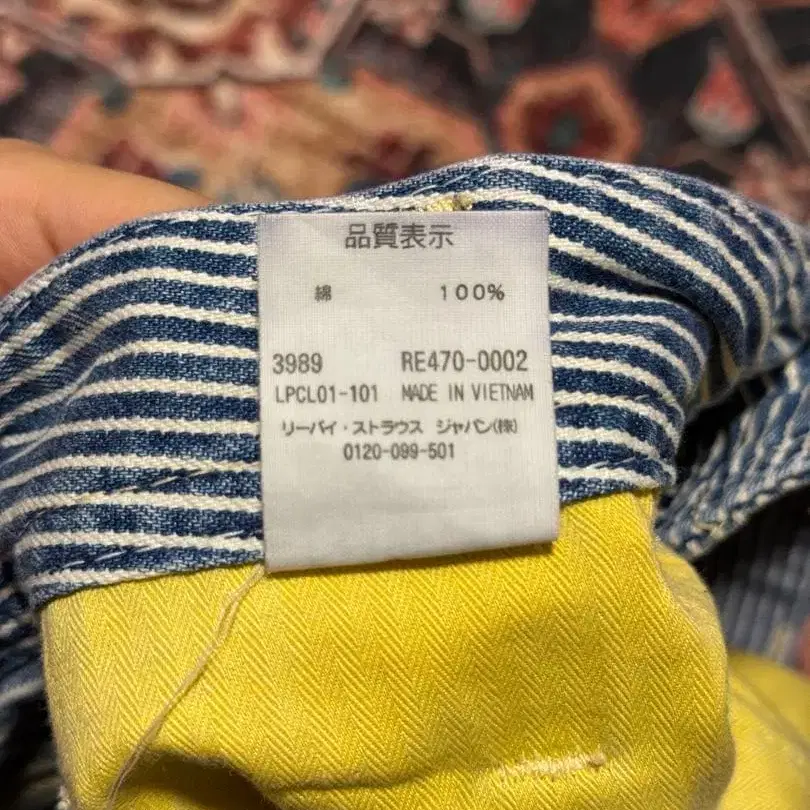 品質表示
綿 100%
3989 RE470-0002
LPCL01-101 MADE IN VIETNAM
リーバイ・ストラウス ジャパン(株)
0120-099-501